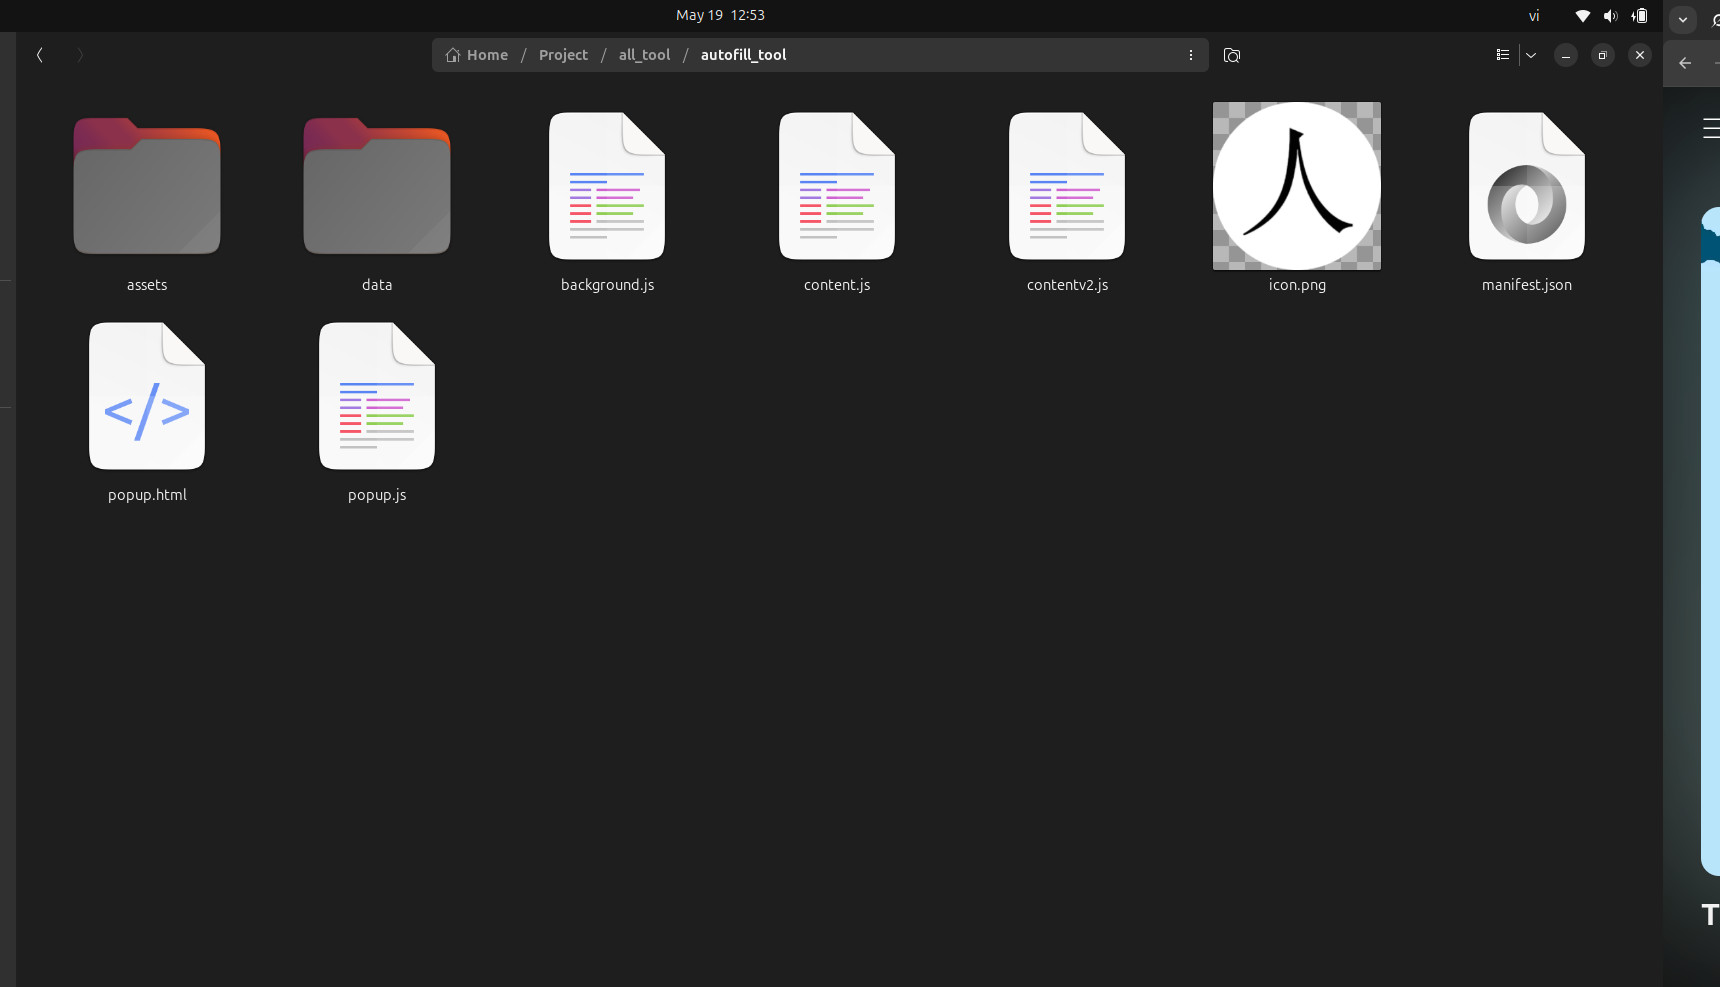 May 19 12:53
vi
Home / Project / all_tool / autofill_tool
assets
data
background.js
content.js
contentv2.js
人
icon.png
manifest.json
</>
popup.html
popup.js
T